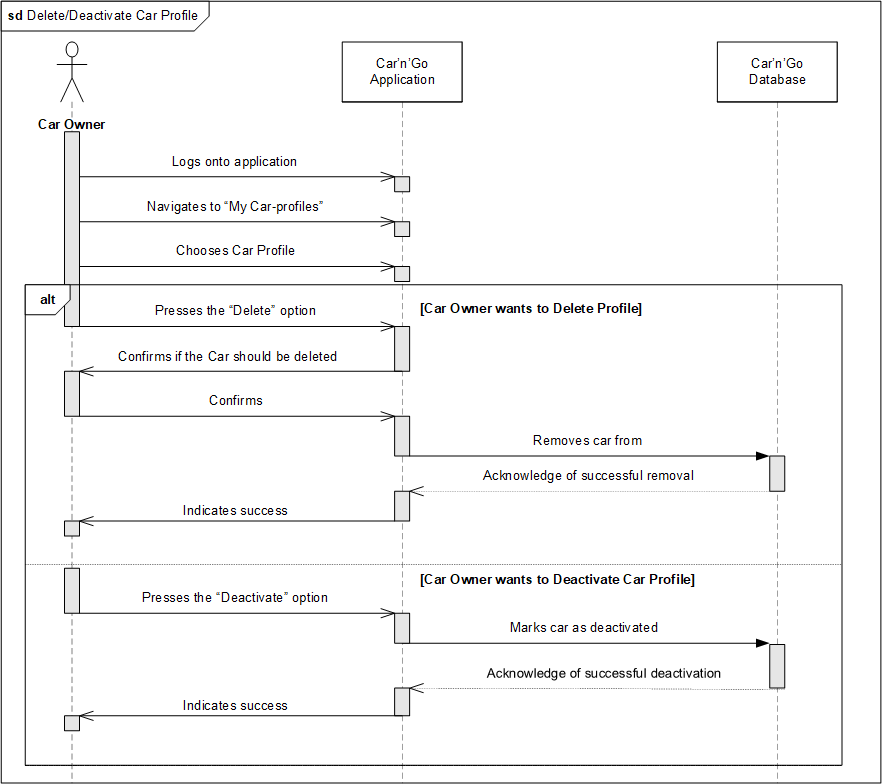 sd Delete/Deactivate Car Profile
Car'n'Go
Application
Car'n'Go
Database
Car Owner
Logs onto application
Navigates to “My Car-profiles”
Chooses Car Profile
alt
Presses the “Delete” option
[Car Owner wants to Delete Profile]
Confirms if the Car should be deleted
Confirms
Removes car from
Acknowledge of successful removal
Indicates success
[Car Owner wants to Deactivate Car Profile]
Presses the “Deactivate” option
Marks car as deactivated
Acknowledge of successful deactivation
Indicates success